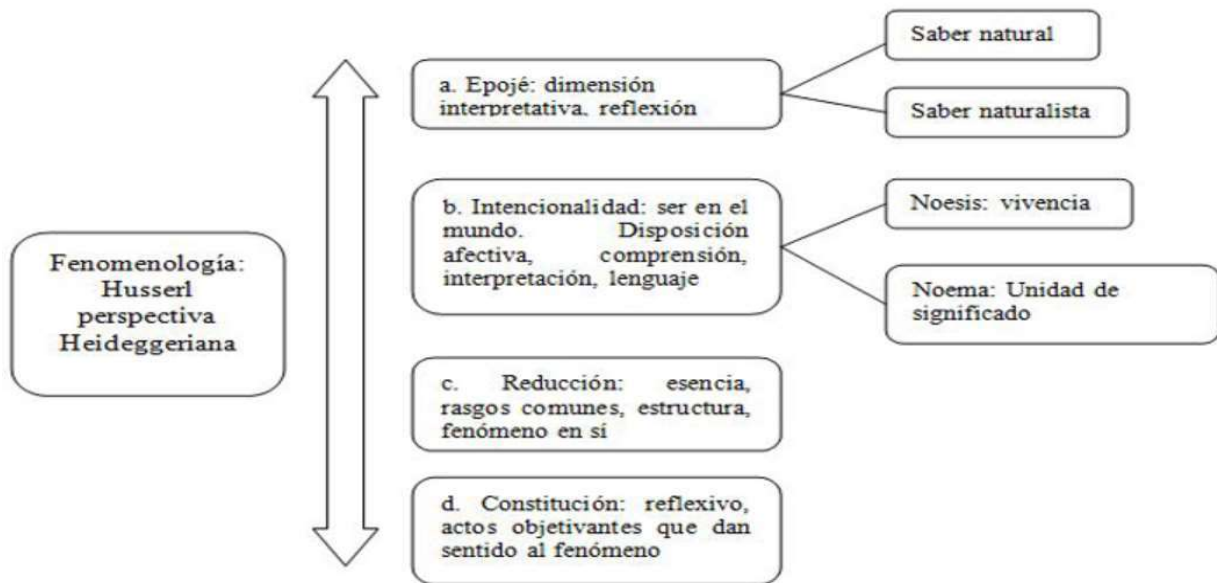 Fenomenología:
Husserl
perspectiva
Heideggeriana
a. Epojé: dimensión
interpretativa, reflexión
Saber natural
Saber naturalista
b. Intencionalidad: ser en el
mundo. Disposición
afectiva, comprensión,
interpretación, lenguaje
Noesis: vivencia
Noema: Unidad de
significado
c. Reducción: esencia,
rasgos comunes, estructura,
fenómeno en sí
d. Constitución: reflexivo,
actos objetivantes que dan
sentido al fenómeno